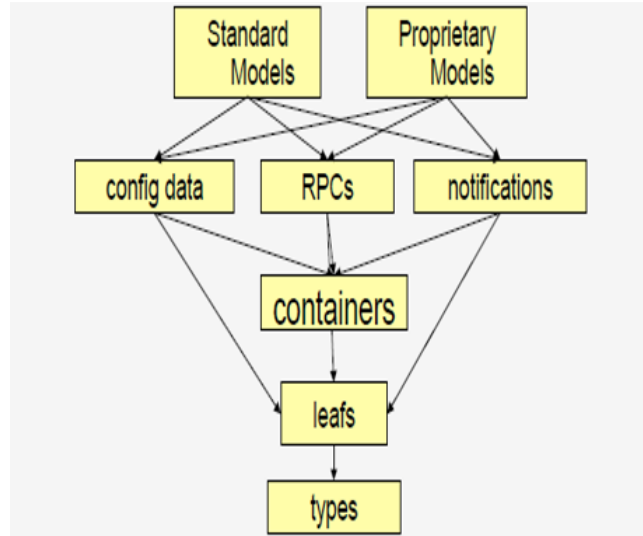 Standard
Models
Proprietary
Models
config data
RPCs
notifications
containers
leafs
types